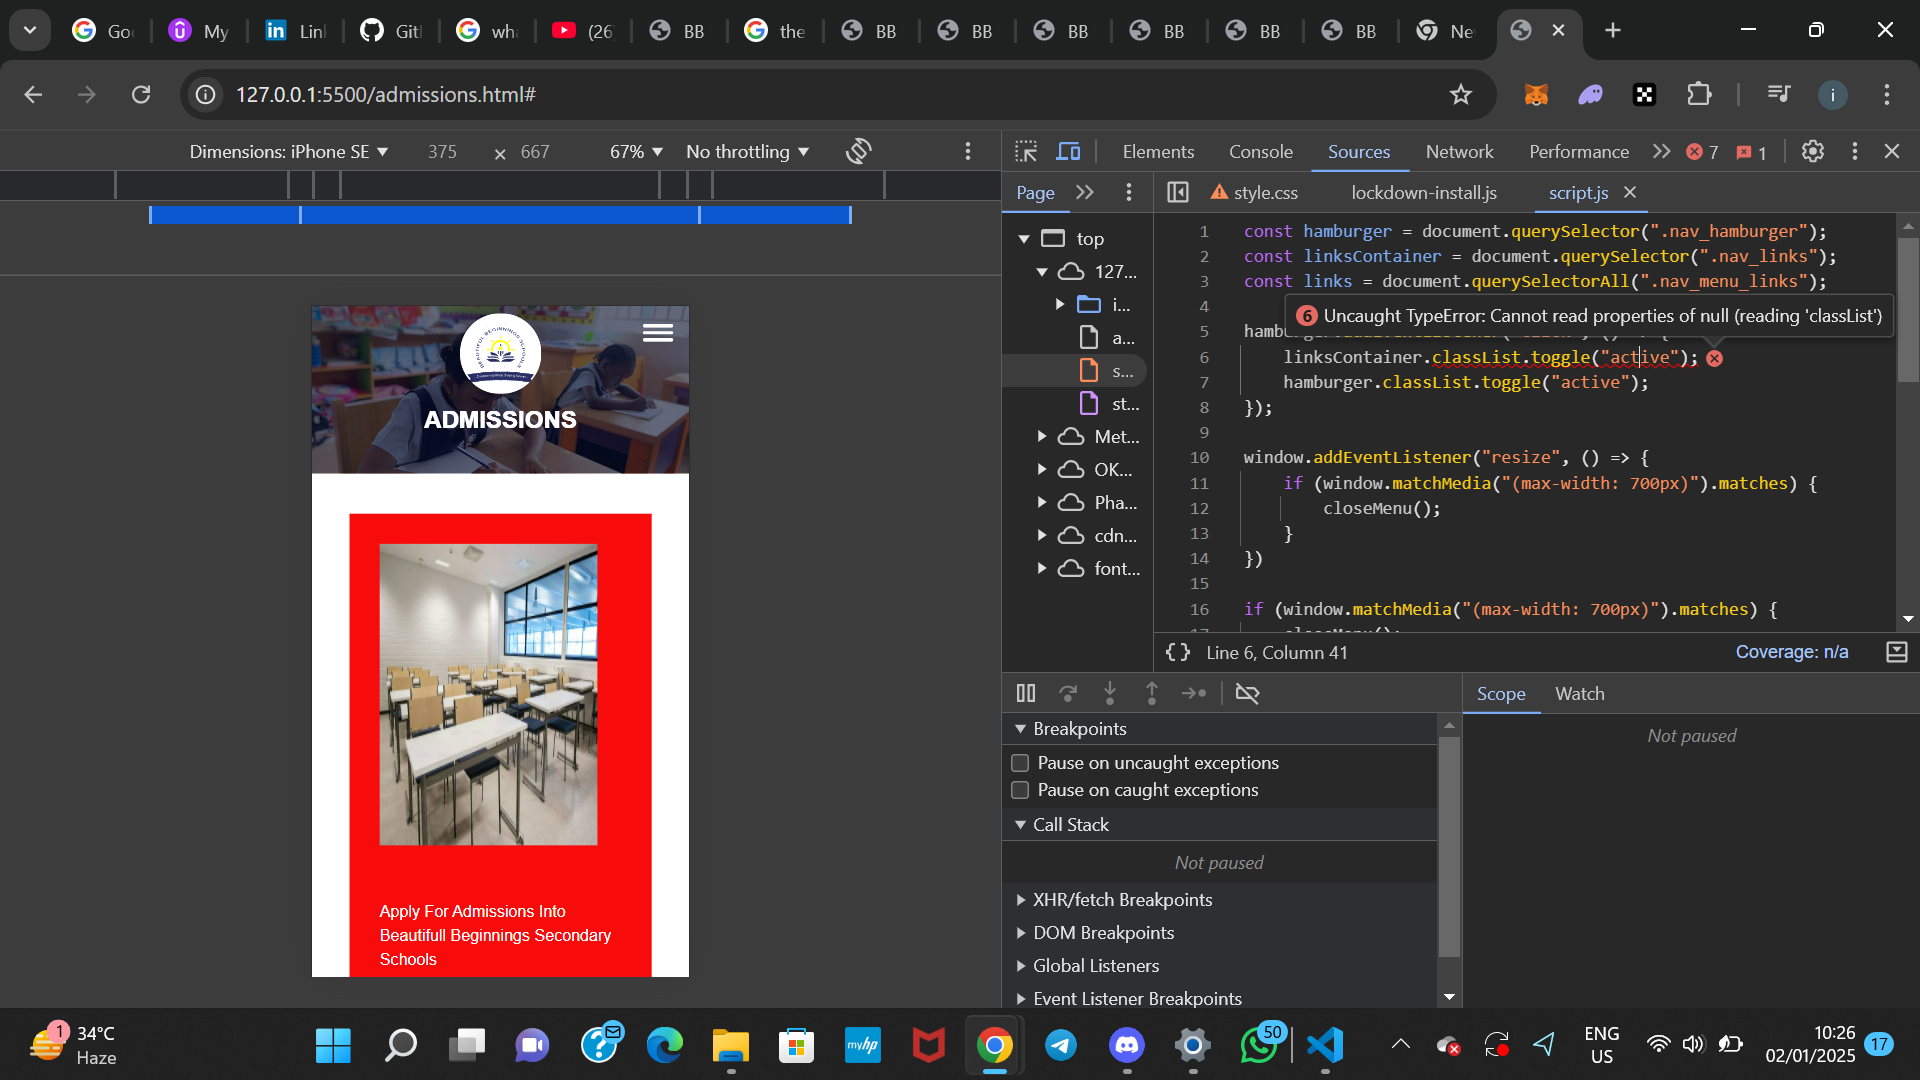 Goo
My
Link
Gitl
wha
(26
BB
the
BB
BB
BB
BB
BB
BB
Ne
127.0.0.1:5500/admissions.html#
Dimensions: iPhone SE
375
×
667
67%
No throttling
Elements
Console
Sources
Network
Performance
7
1
Page
style.css
lockdown-install.js
script.js
top
127...
i...
a...
s...
st...
Met...
OK...
Pha...
cdn...
font...
1 const hamburger = document.querySelector(".nav_hamburger");
2 const linksContainer = document.querySelector(".nav_links");
3 const links = document.querySelectorAll(".nav_menu_links");
4
6 Uncaught TypeError: Cannot read properties of null (reading 'classList')
5
6 linksContainer.classList.toggle("active");
7 hamburger.classList.toggle("active");
8 });
9
10 window.addEventListener("resize", () => {
11 if (window.matchMedia("(max-width: 700px)").matches) {
12 closeMenu();
13 }
14 })
15
16 if (window.matchMedia("(max-width: 700px)").matches) {
{ } Line 6, Column 41
Coverage: n/a
BEAUTIFUL BEGINNINGS SCHOOLS
ADMISSIONS
Apply For Admissions Into
Beautifull Beginnings Secondary
Schools
Breakpoints
Pause on uncaught exceptions
Pause on caught exceptions
Call Stack
Not paused
XHR/fetch Breakpoints
DOM Breakpoints
Global Listeners
Event Listener Breakpoints
Scope
Watch
Not paused
1
34°C
Haze
myhp
50
ENG
US
10:26
02/01/2025
17